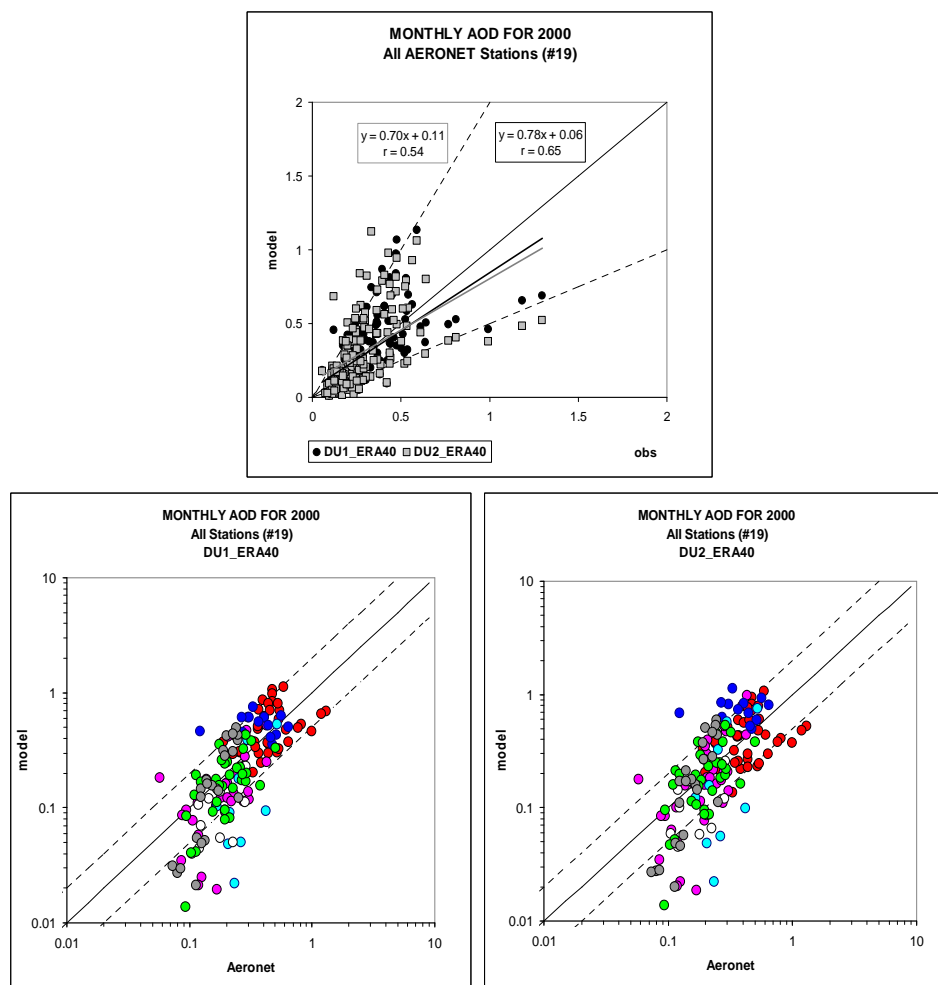 MONTHLY AOD FOR 2000
All AERONET Stations (#19)
2
y = 0.70x + 0.11
r = 0.54
y = 0.78x + 0.06
r = 0.65
1.5
model
1
0.5
0
0 0.5 1 1.5 2
DU1_ERA40 DU2_ERA40 obs
MONTHLY AOD FOR 2000
All Stations (#19)
DU1_ERA40
10
1
model
0.1
0.01
0.01 0.1 1 10
Aeronet
MONTHLY AOD FOR 2000
All Stations (#19)
DU2_ERA40
10
1
model
0.1
0.01
0.01 0.1 1 10
Aeronet